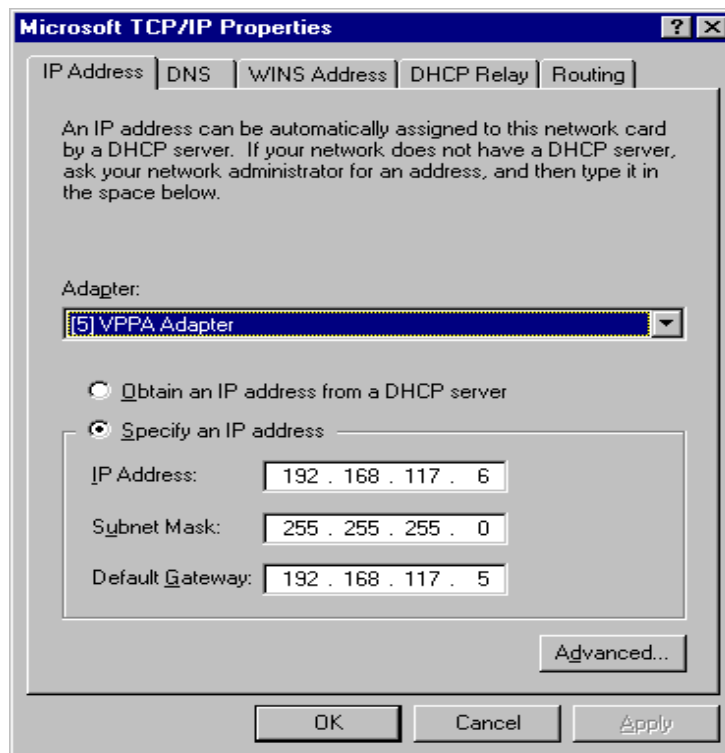 Microsoft TCP/IP Properties
IP Address DNS WINS Address DHCP Relay Routing
An IP address can be automatically assigned to this network card
by a DHCP server. If your network does not have a DHCP server,
ask your network administrator for an address, and then type it in
the space below.
Adapter:
[5] VPPA Adapter
Obtain an IP address from a DHCP server
Specify an IP address
IP Address: 192 . 168 . 117 . 6
Subnet Mask: 255 . 255 . 255 . 0
Default Gateway: 192 . 168 . 117 . 5
Advanced...
OK Cancel Apply